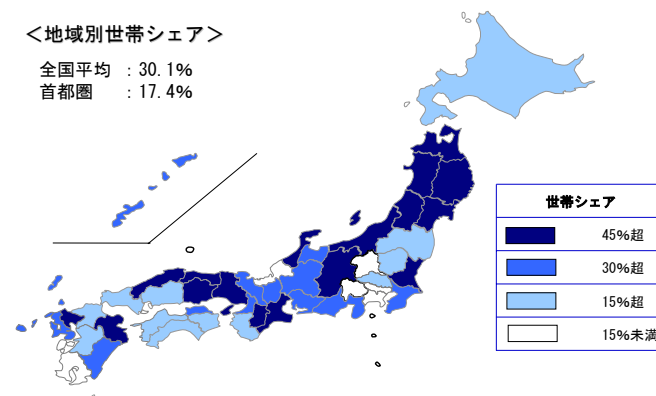 ＜地域別世帯シェア＞
全国平均　：30.1%
首都圏　　：17.4%
世帯シェア
45%超
30%超
15%超
15%未満